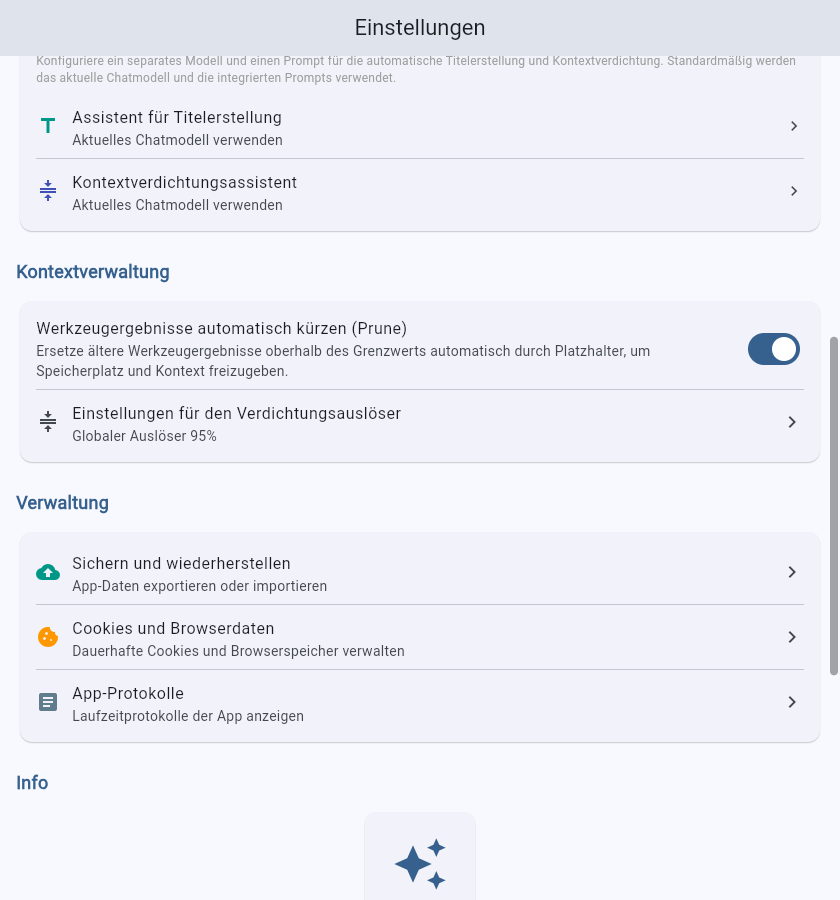 Einstellungen
Konfiguriere ein separates Modell und einen Prompt für die automatische Titelerstellung und Kontextverdichtung. Standardmäßig werden
das aktuelle Chatmodell und die integrierten Prompts verwendet.
Assistent für Titelerstellung
Aktuelles Chatmodell verwenden
Kontextverdichtungsassistent
Aktuelles Chatmodell verwenden
Kontextverwaltung
Werkzeugergebnisse automatisch kürzen (Prune)
Ersetze ältere Werkzeugergebnisse oberhalb des Grenzwerts automatisch durch Platzhalter, um
Speicherplatz und Kontext freizugeben.
Einstellungen für den Verdichtungsauslöser
Globaler Auslöser 95%
Verwaltung
Sichern und wiederherstellen
App-Daten exportieren oder importieren
Cookies und Browserdaten
Dauerhafte Cookies und Browserspeicher verwalten
App-Protokolle
Laufzeitprotokolle der App anzeigen
Info